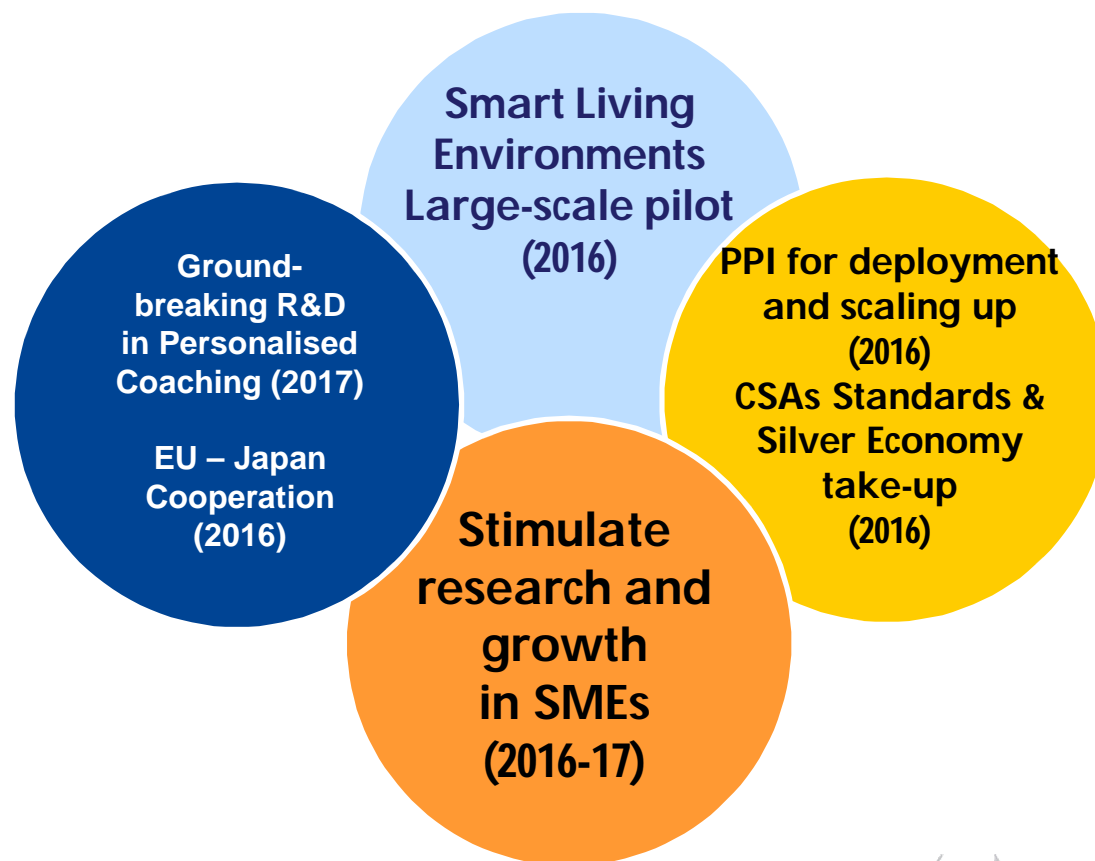 Smart Living
Environments
Large-scale pilot
(2016)
Ground-
breaking R&D
in Personalised
Coaching (2017)
EU – Japan
Cooperation
(2016)
PPI for deployment
and scaling up
(2016)
CSAs Standards &
Silver Economy
take-up
(2016)
Stimulate
research and
growth
in SMEs
(2016-17)